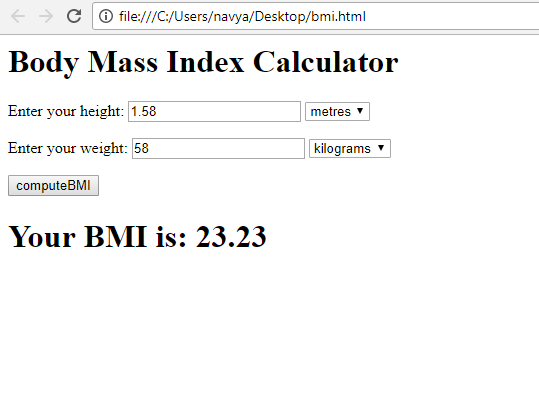 file:///C:/Users/navya/Desktop/bmi.html
Body Mass Index Calculator
Enter your height: 1.58 metres
Enter your weight: 58 kilograms
computeBMI
Your BMI is: 23.23